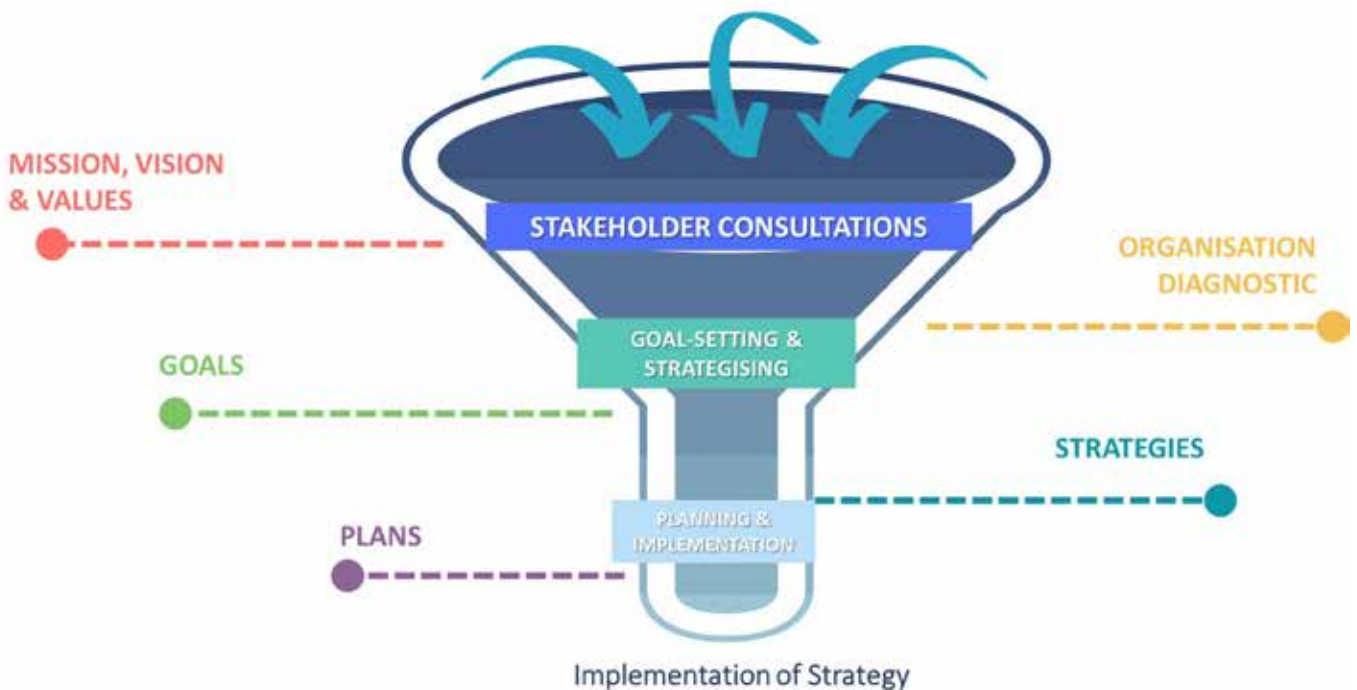 MISSION, VISION
& VALUES
STAKEHOLDER CONSULTATIONS
ORGANISATION
DIAGNOSTIC
GOAL-SETTING &
STRATEGISING
GOALS
STRATEGIES
PLANNING &
IMPLEMENTATION
PLANS
Implementation of Strategy